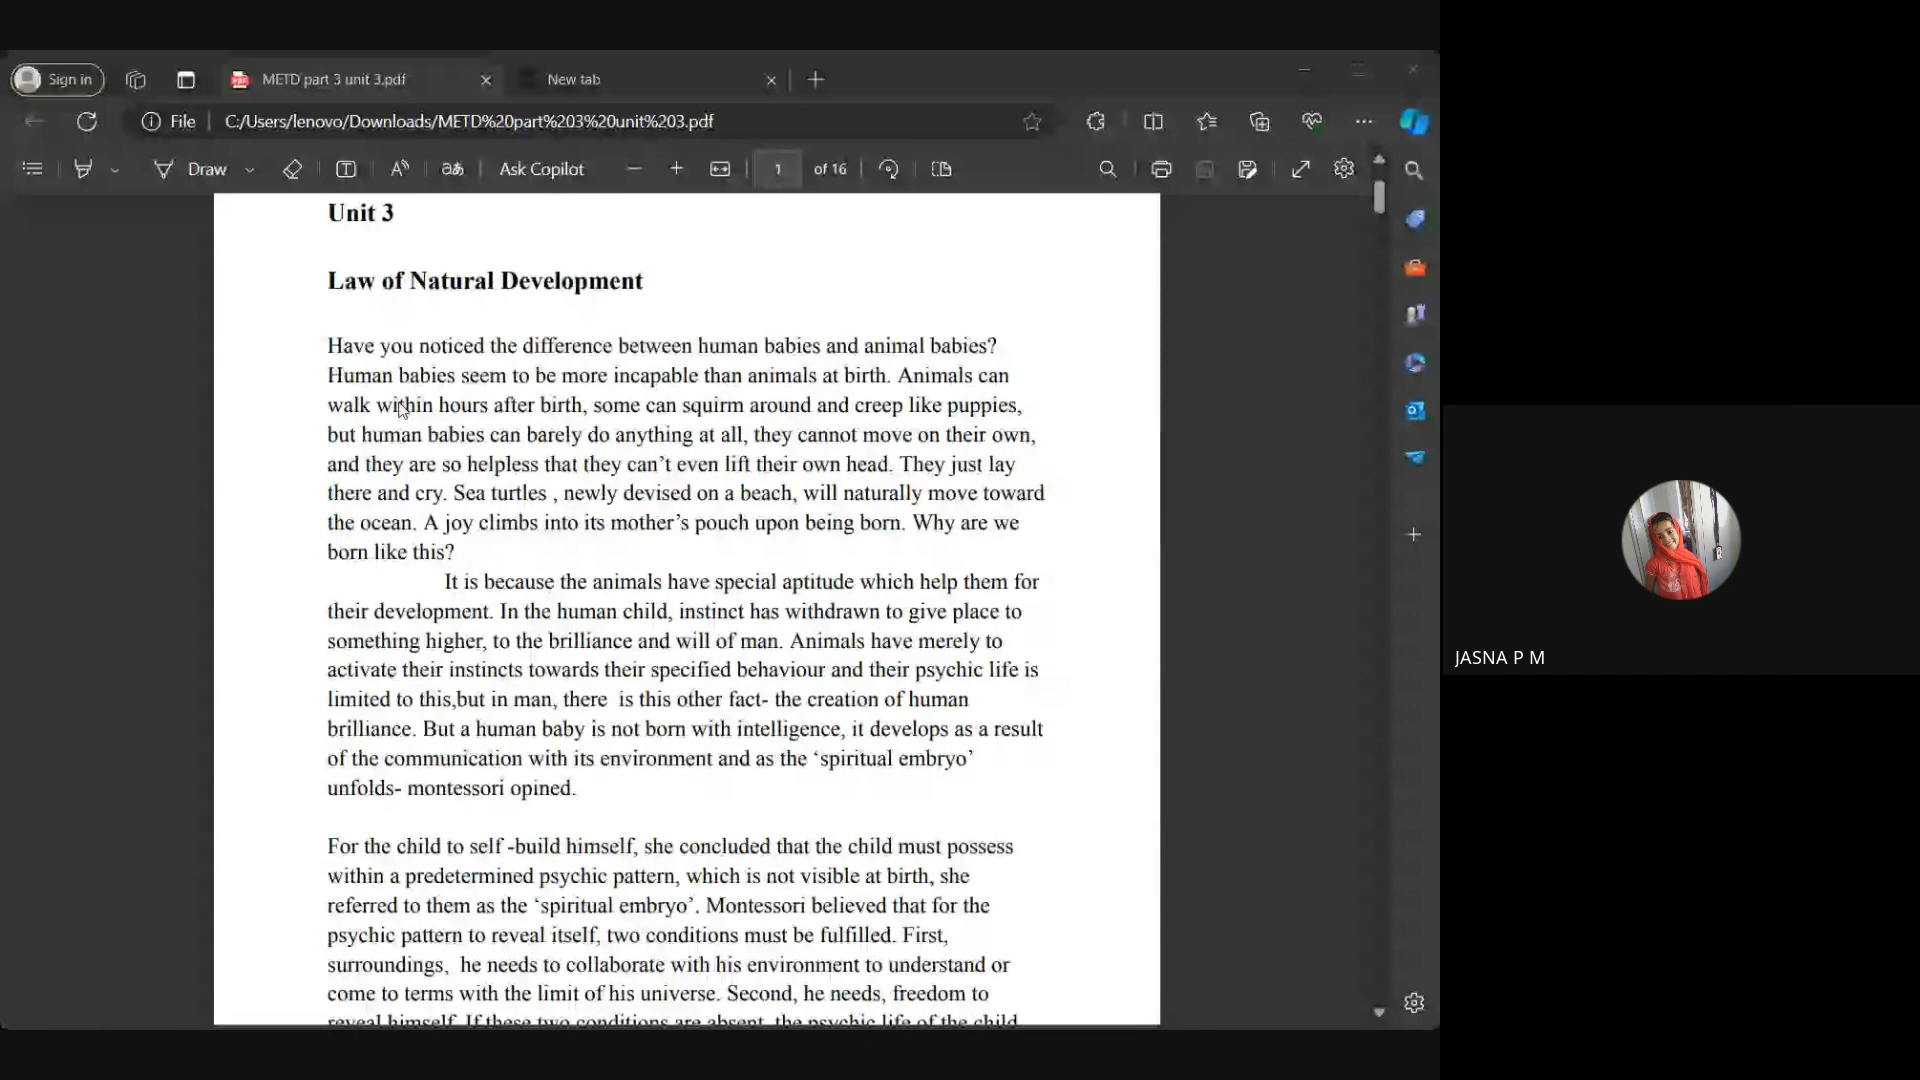 Sign in
METD part 3 unit 3.pdf
New tab
File
C:/Users/lenovo/Downloads/METD%20part%203%20unit%203.pdf
Draw
Ask Copilot
1
of 16
Unit 3
Law of Natural Development
Have you noticed the difference between human babies and animal babies?
Human babies seem to be more incapable than animals at birth. Animals can
walk within hours after birth, some can squirm around and creep like puppies,
but human babies can barely do anything at all, they cannot move on their own,
and they are so helpless that they can’t even lift their own head. They just lay
there and cry. Sea turtles , newly devised on a beach, will naturally move toward
the ocean. A joy climbs into its mother’s pouch upon being born. Why are we
born like this?
It is because the animals have special aptitude which help them for
their development. In the human child, instinct has withdrawn to give place to
something higher, to the brilliance and will of man. Animals have merely to
activate their instincts towards their specified behaviour and their psychic life is
limited to this,but in man, there  is this other fact- the creation of human
brilliance. But a human baby is not born with intelligence, it develops as a result
of the communication with its environment and as the ‘spiritual embryo’
unfolds- montessori opined.
For the child to self -build himself, she concluded that the child must possess
within a predetermined psychic pattern, which is not visible at birth, she
referred to them as the ‘spiritual embryo’. Montessori believed that for the
psychic pattern to reveal itself, two conditions must be fulfilled. First,
surroundings,  he needs to collaborate with his environment to understand or
come to terms with the limit of his universe. Second, he needs, freedom to
reveal himself. If these two conditions are absent, the psychic life of the child
JASNA P M